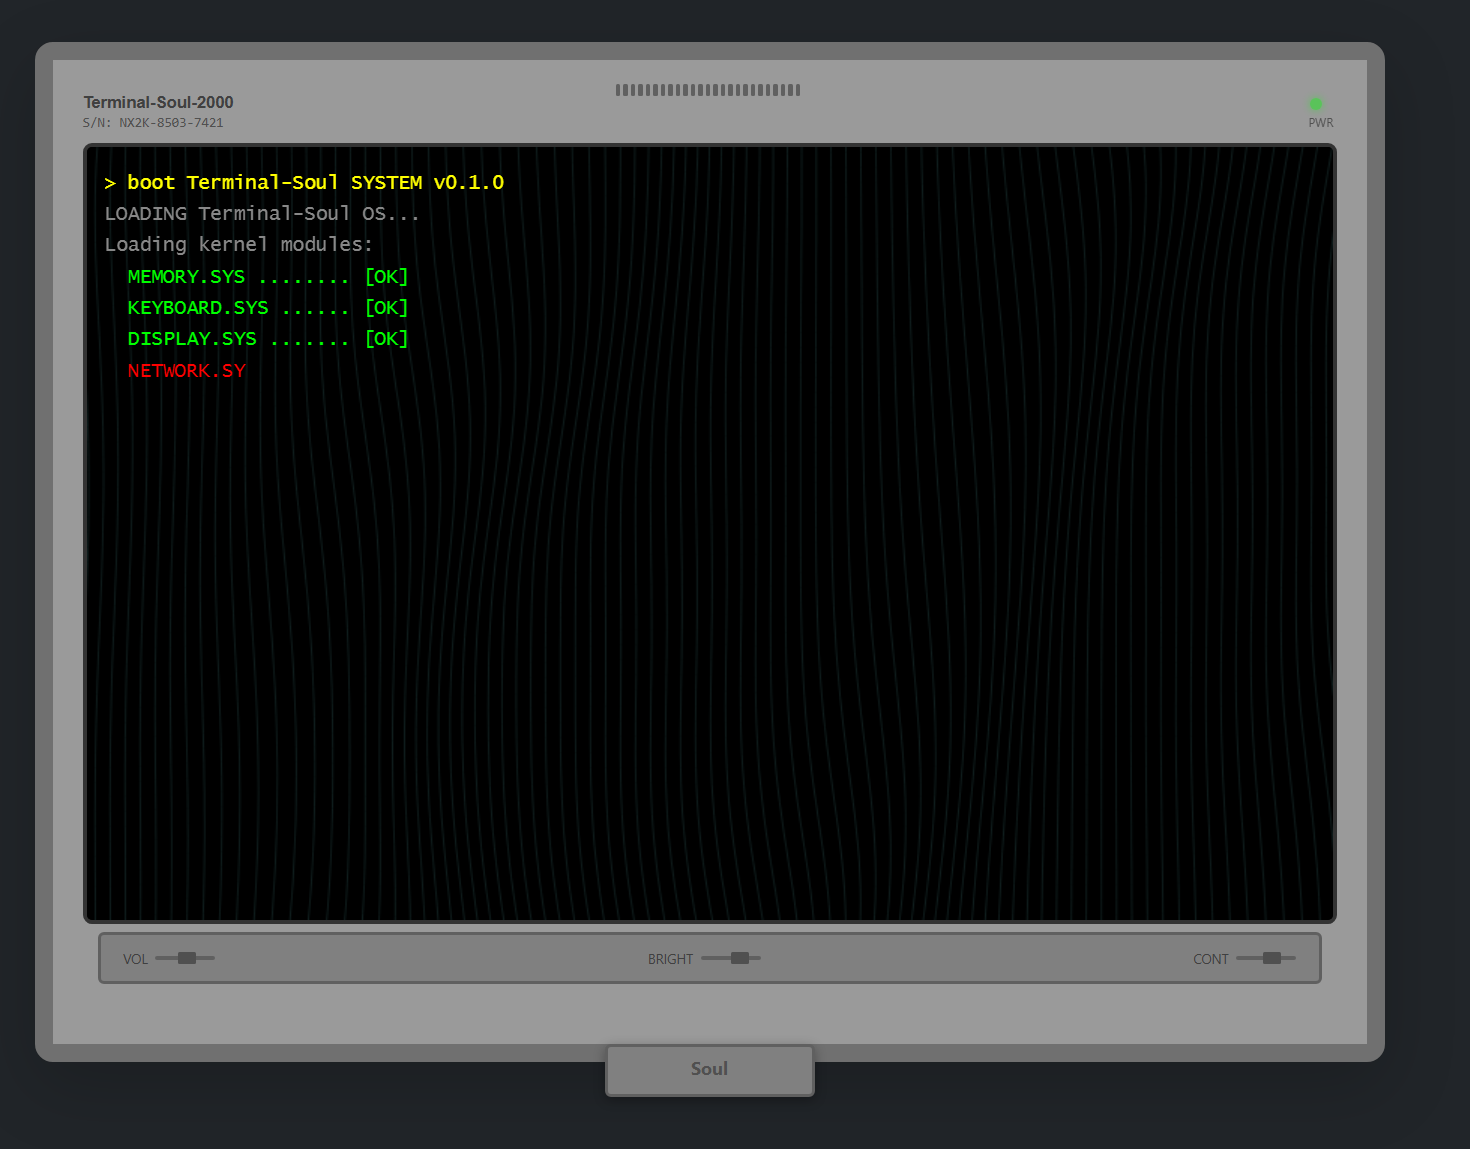 Terminal-Soul-2000
S/N: NX2K-8503-7421
PWR
> boot Terminal-Soul SYSTEM v0.1.0
LOADING Terminal-Soul OS...
Loading kernel modules:
MEMORY.SYS ........ [OK]
KEYBOARD.SYS ...... [OK]
DISPLAY.SYS ....... [OK]
NETWORK.SY
VOL
BRIGHT
CONT
Soul